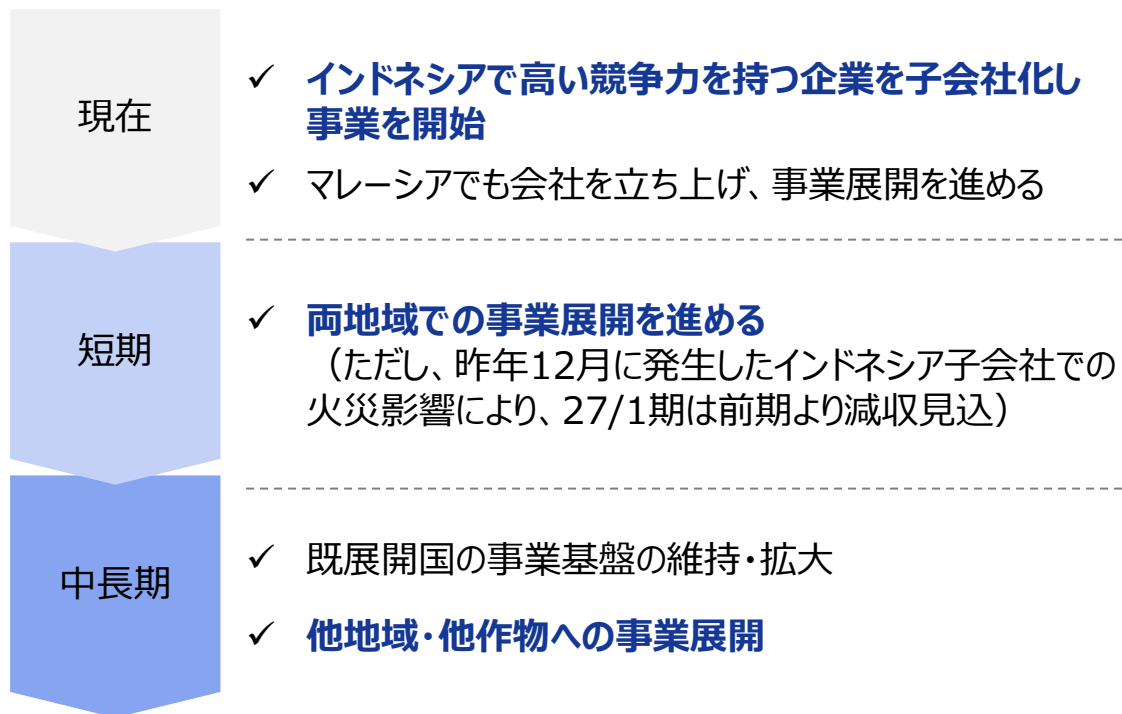 現在
✓ インドネシアで高い競争力を持つ企業を子会社化し
事業を開始
✓ マレーシアでも会社を立ち上げ、事業展開を進める
短期
✓ 両地域での事業展開を進める
（ただし、昨年12月に発生したインドネシア子会社での
火災影響により、27/1期は前期より減収見込）
中長期
✓ 既展開国の事業基盤の維持・拡大
✓ 他地域・他作物への事業展開